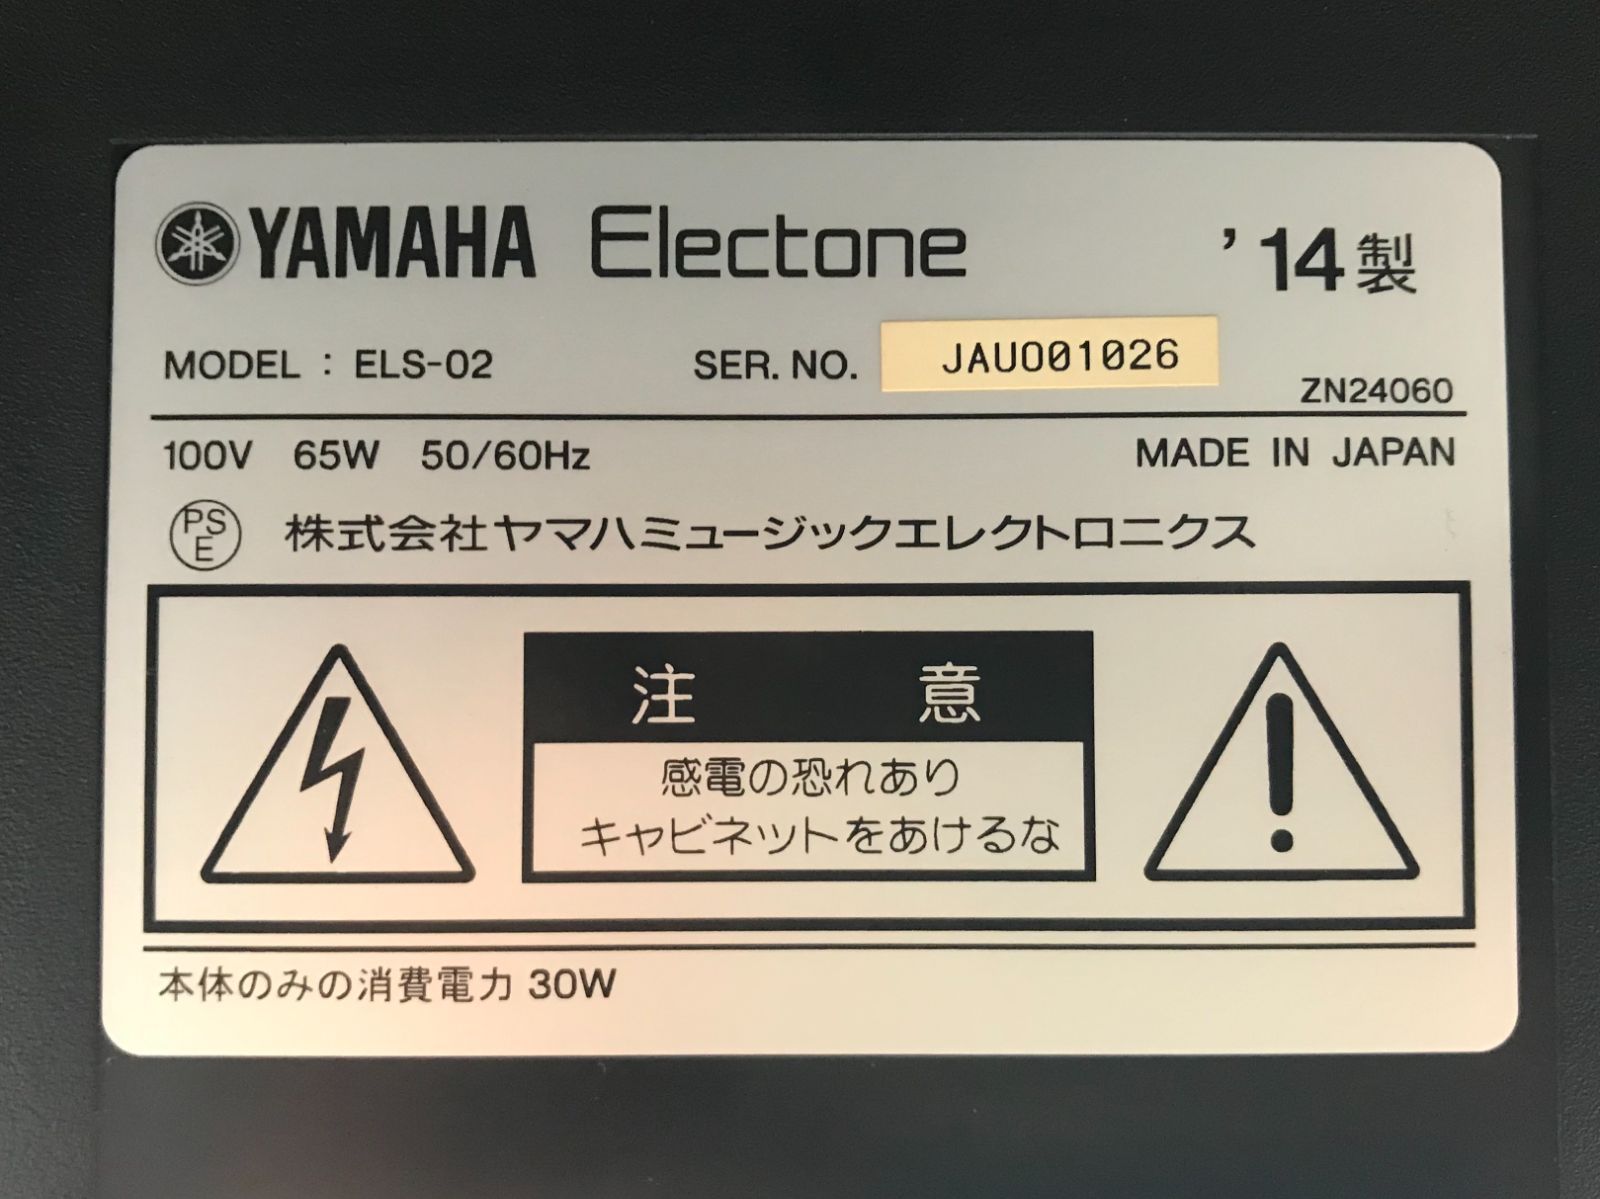 YAMAHA Electone '14製
MODEL : ELS-02 SER. NO. JAUO01026
ZN24060
100V 65W 50/60Hz MADE IN JAPAN
PSE 株式会社ヤマハミュージックエレクトロニクス
注意
感電の恐れあり
キャビネットをあけるな
本体のみの消費電力 30W